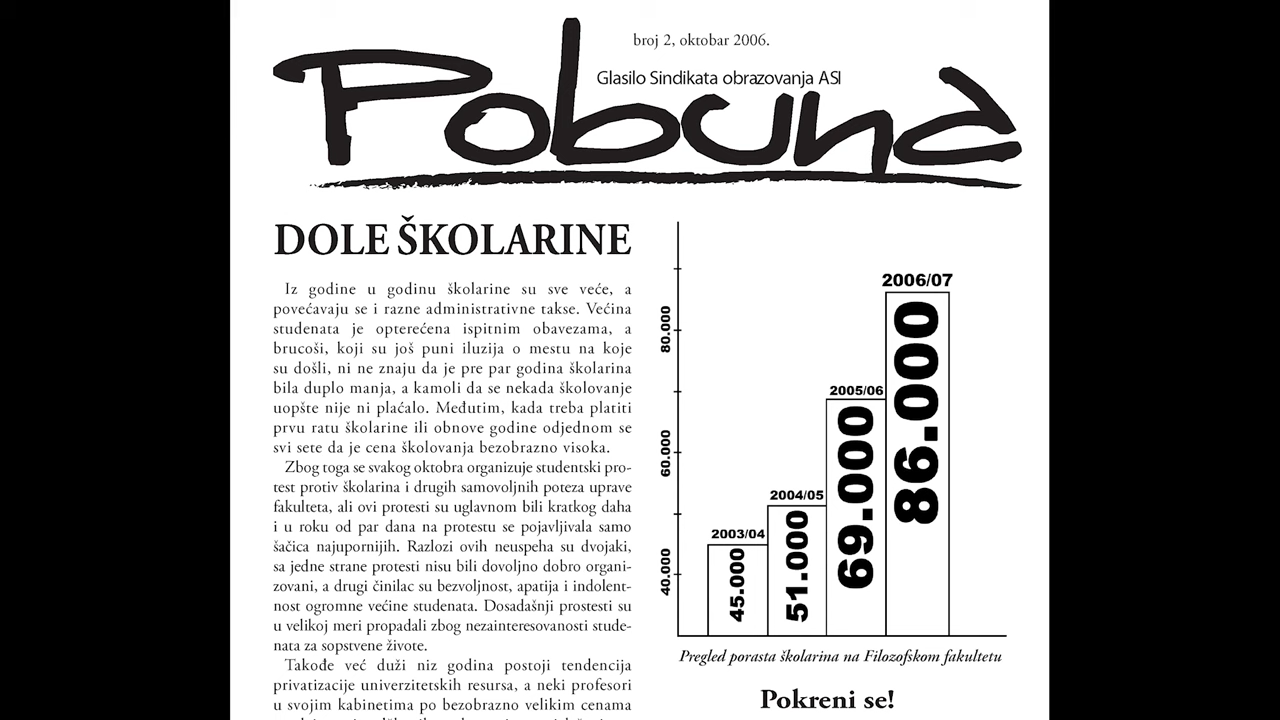 broj 2, oktobar 2006.
Glasilo Sindikata obrazovanja ASI
Pobuna
DOLE ŠKOLARINE
Iz godine u godinu školarine su sve veće, a
povećavaju se i razne administrativne takse. Većina
studenata je opterećena ispitnim obavezama, a
brucoši, koji su još puni iluzija o mestu na koje
su došli, ni ne znaju da je pre par godina školarina
bila duplo manja, a kamoli da se nekada školovanje
uopšte nije ni plaćalo. Međutim, kada treba platiti
prvu ratu školarine ili obnove godine odjednom se
svi sete da je cena školovanja bezobrazno visoka.
Zbog toga se svakog oktobra organizuje studentski pro-
test protiv školarina i drugih samovoljnih poteza uprave
fakulteta, ali ovi protesti su uglavnom bili kratkog daha
i u roku od par dana na protestu se pojavljivala samo
šačica najupornijih. Razlozi ovih neuspeha su dvojaki,
sa jedne strane protesti nisu bili dovoljno dobro organi-
zovani, a drugi činilac su bezvoljnost, apatija i indolent-
nost ogromne većine studenata. Dosadašnji prostesti su
u velikoj meri propadali zbog nezainteresovanosti stude-
nata za sopstvene živote.
Takođe već duži niz godina postoji tendencija
privatizacije univerzitetskih resursa, a neki profesori
u svojim kabinetima po bezobrazno velikim cenama
80.000
60.000
40.000
2003/04
45.000
2004/05
51.000
2005/06
69.000
2006/07
86.000
Pregled porasta školarina na Filozofskom fakultetu
Pokreni se!